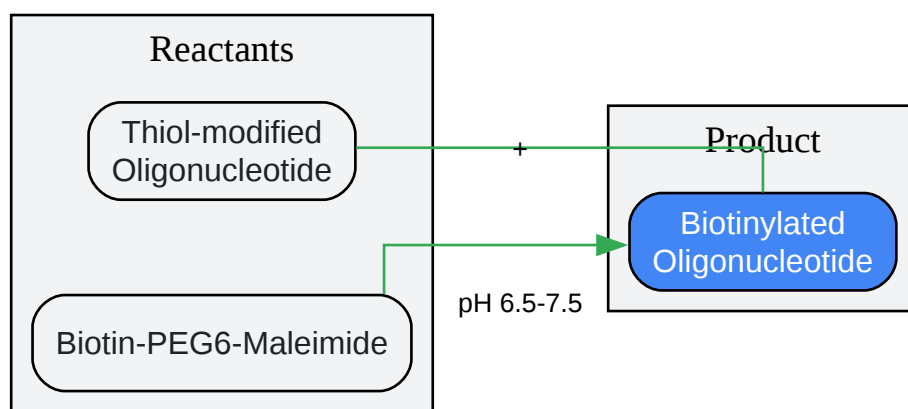 Reactants
Thiol-modified
Oligonucleotide
Biotin-PEG6-Maleimide
+
pH 6.5-7.5
Product
Biotinylated
Oligonucleotide